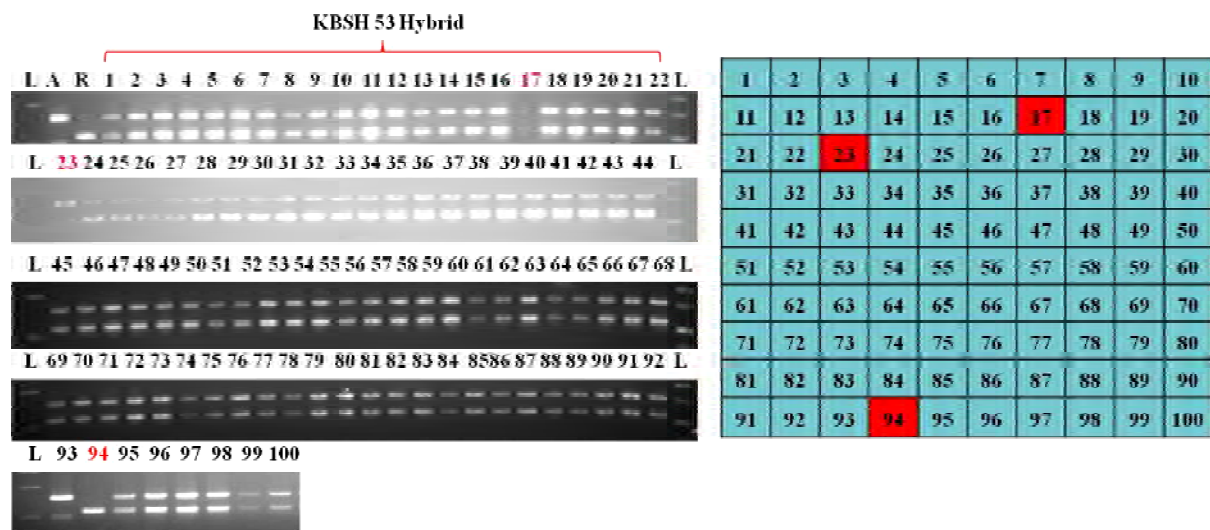 KBSH 53 Hybrid
L A R 1 2 3 4 5 6 7 8 9 10 11 12 13 14 15 16 17 18 19 20 21 22 L
L 23 24 25 26 27 28 29 30 31 32 33 34 35 36 37 38 39 40 41 42 43 44 L
L 45 46 47 48 49 50 51 52 53 54 55 56 57 58 59 60 61 62 63 64 65 66 67 68 L
L 69 70 71 72 73 74 75 76 77 78 79 80 81 82 83 84 85 86 87 88 89 90 91 92 L
L 93 94 95 96 97 98 99 100
1 2 3 4 5 6 7 8 9 10
11 12 13 14 15 16 17 18 19 20
21 22 23 24 25 26 27 28 29 30
31 32 33 34 35 36 37 38 39 40
41 42 43 44 45 46 47 48 49 50
51 52 53 54 55 56 57 58 59 60
61 62 63 64 65 66 67 68 69 70
71 72 73 74 75 76 77 78 79 80
81 82 83 84 85 86 87 88 89 90
91 92 93 94 95 96 97 98 99 100